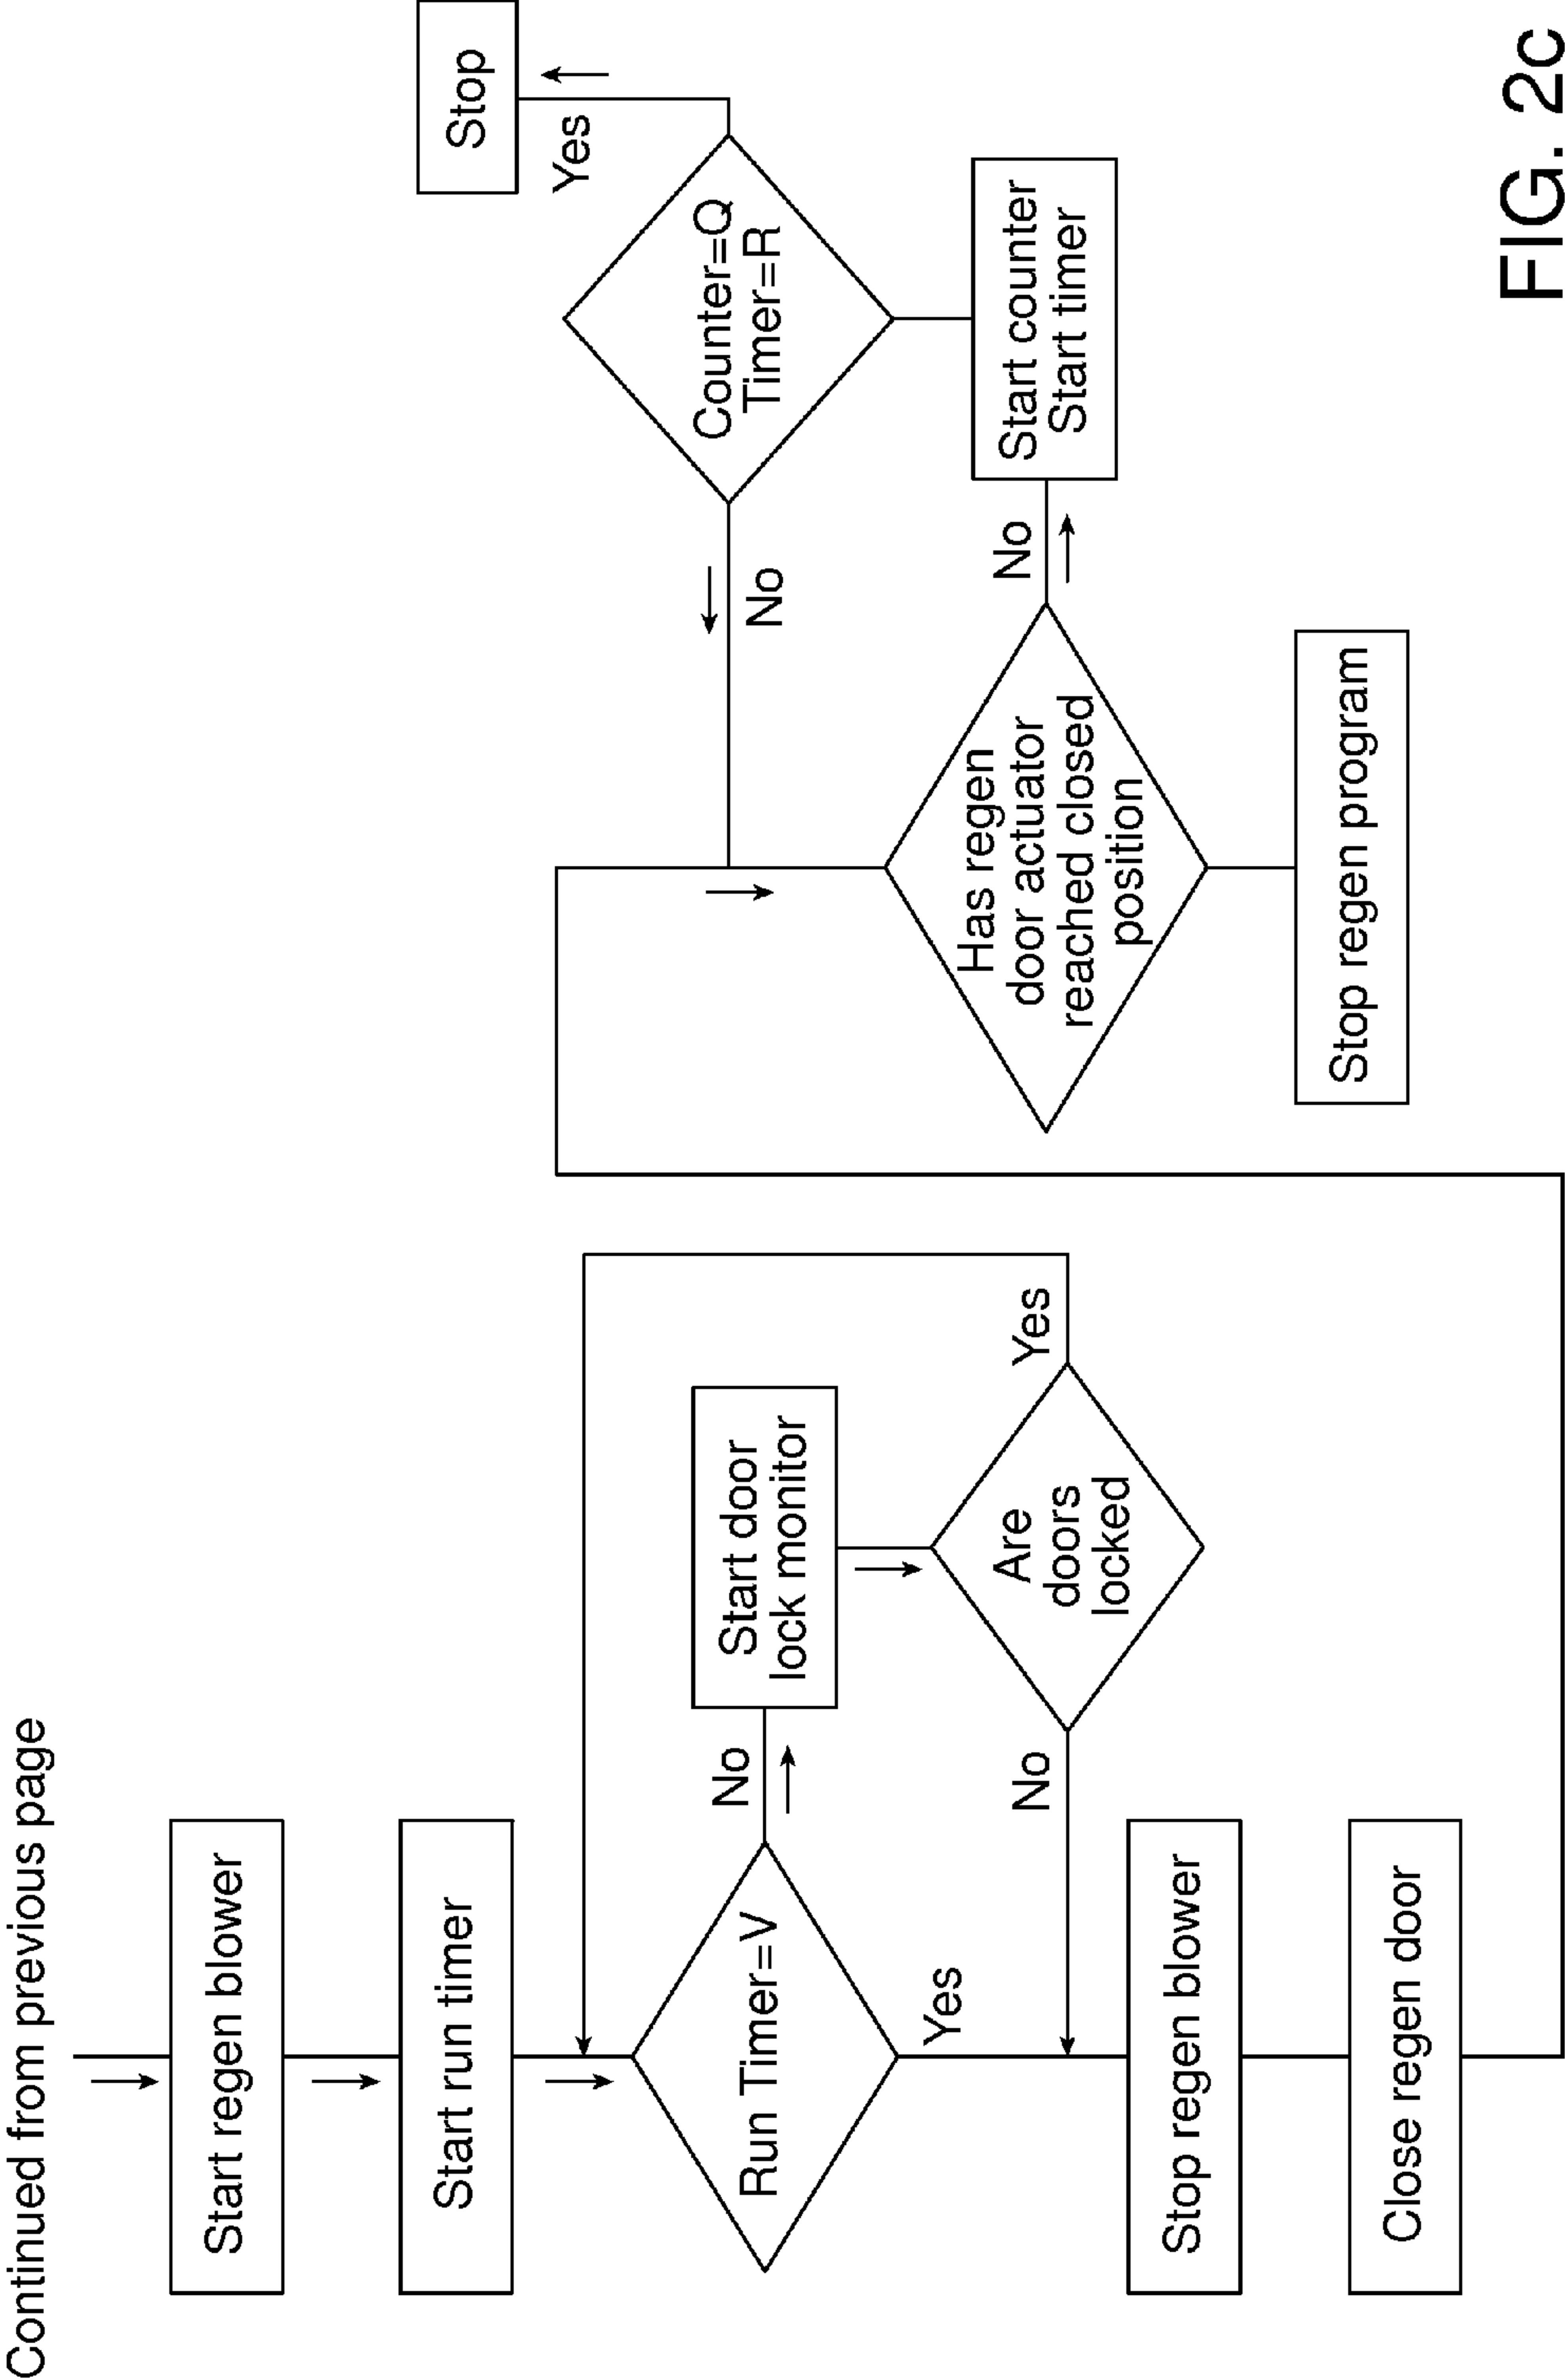 Continued from previous page
Start regen blower
Start run timer
Run Timer=V
No
Start door
lock monitor
Are
doors
locked
Yes
No
Yes
Stop regen blower
Close regen door
Has regen
door actuator
reached closed
position
No
Start counter
Start timer
Counter=Q
Timer=R
No
Yes
Stop
Stop regen program
FIG. 2c